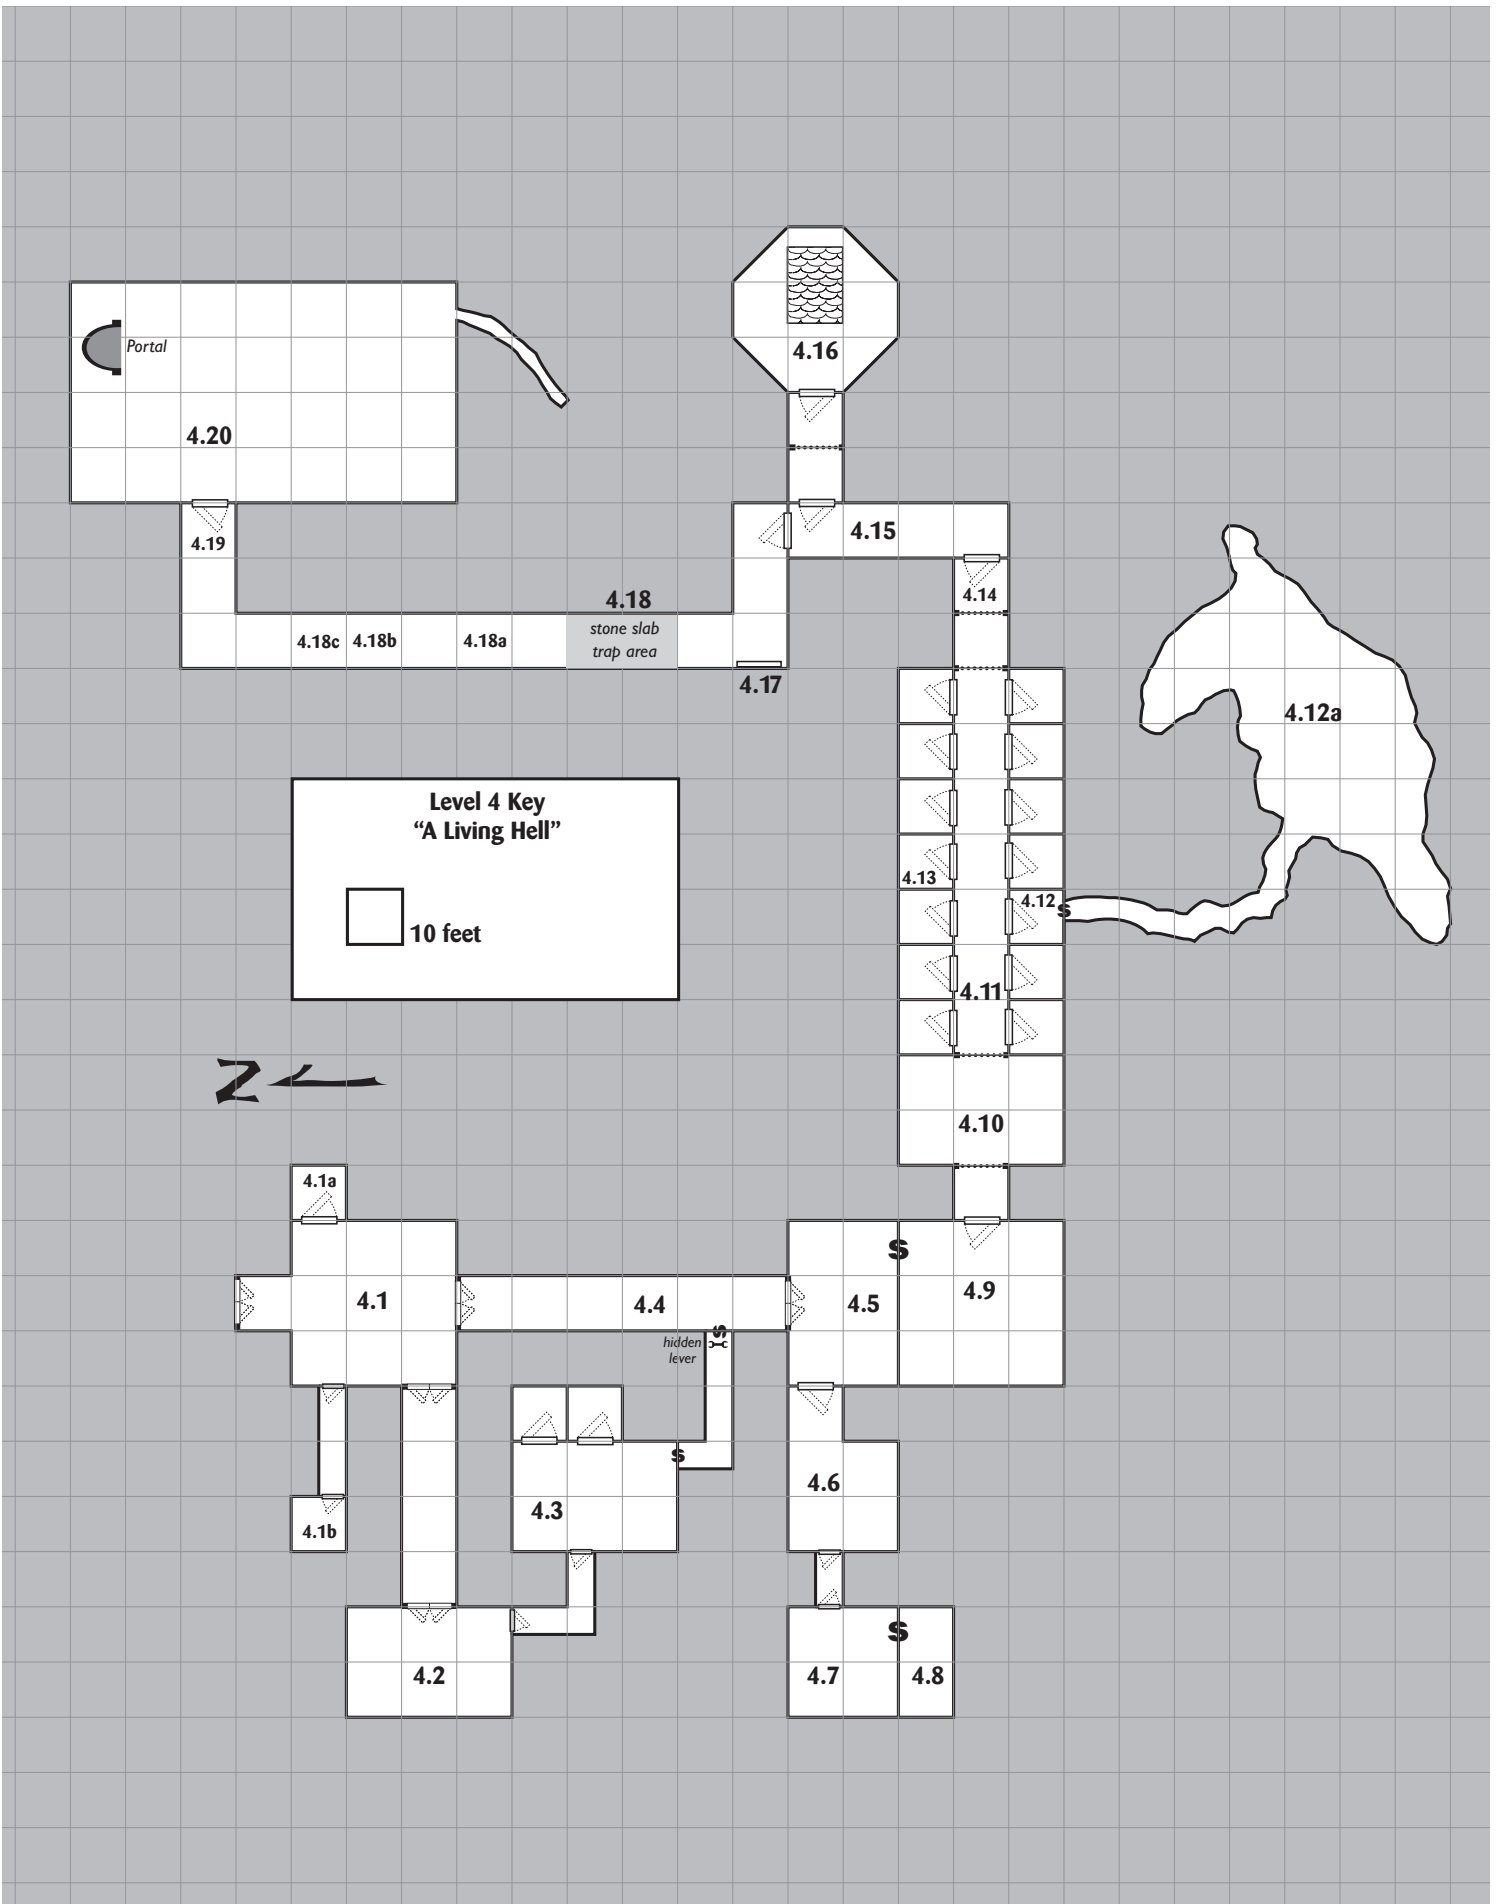 4.16
Portal
4.20
4.15
4.19
4.14
4.18
stone slab
trap area
4.18c
4.18b
4.18a
4.17
4.12a
Level 4 Key
“A Living Hell”
10 feet
4.13
4.12
S
4.11
N
4.10
4.1a
S
4.9
4.1
4.4
4.5
S
hidden
lever
S
4.6
4.3
4.1b
S
4.2
4.7
4.8